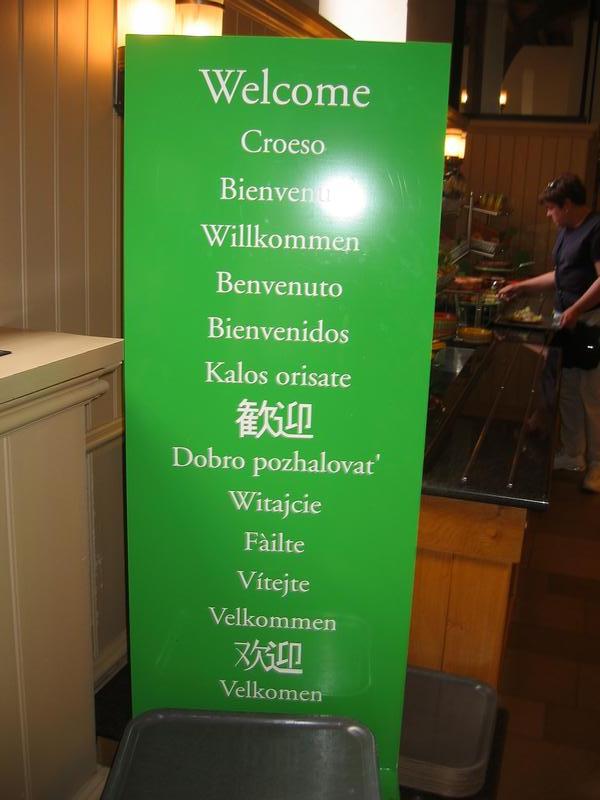 Welcome
Croeso
Bienvenu
Willkommen
Benvenuto
Bienvenidos
Kalos orisate
歡迎
Dobro pozhalovat'
Witajcie
Fàilte
Vítejte
Velkommen
欢迎
Velkomen